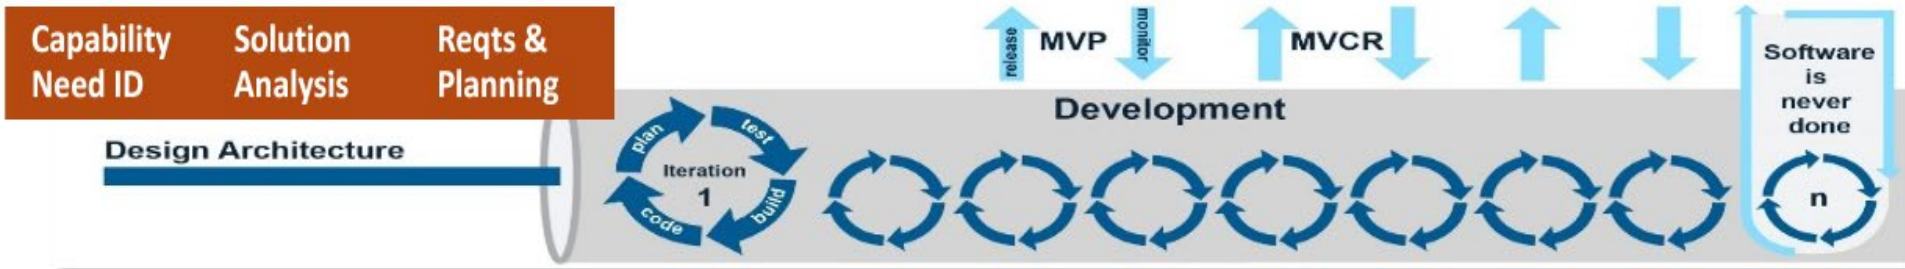 Capability
Need ID
Solution
Analysis
Reqts &
Planning
Design Architecture
release
MVP
monitor
MVCR
Development
plan
test
Iteration
1
code
build
Software
is
never
done
n